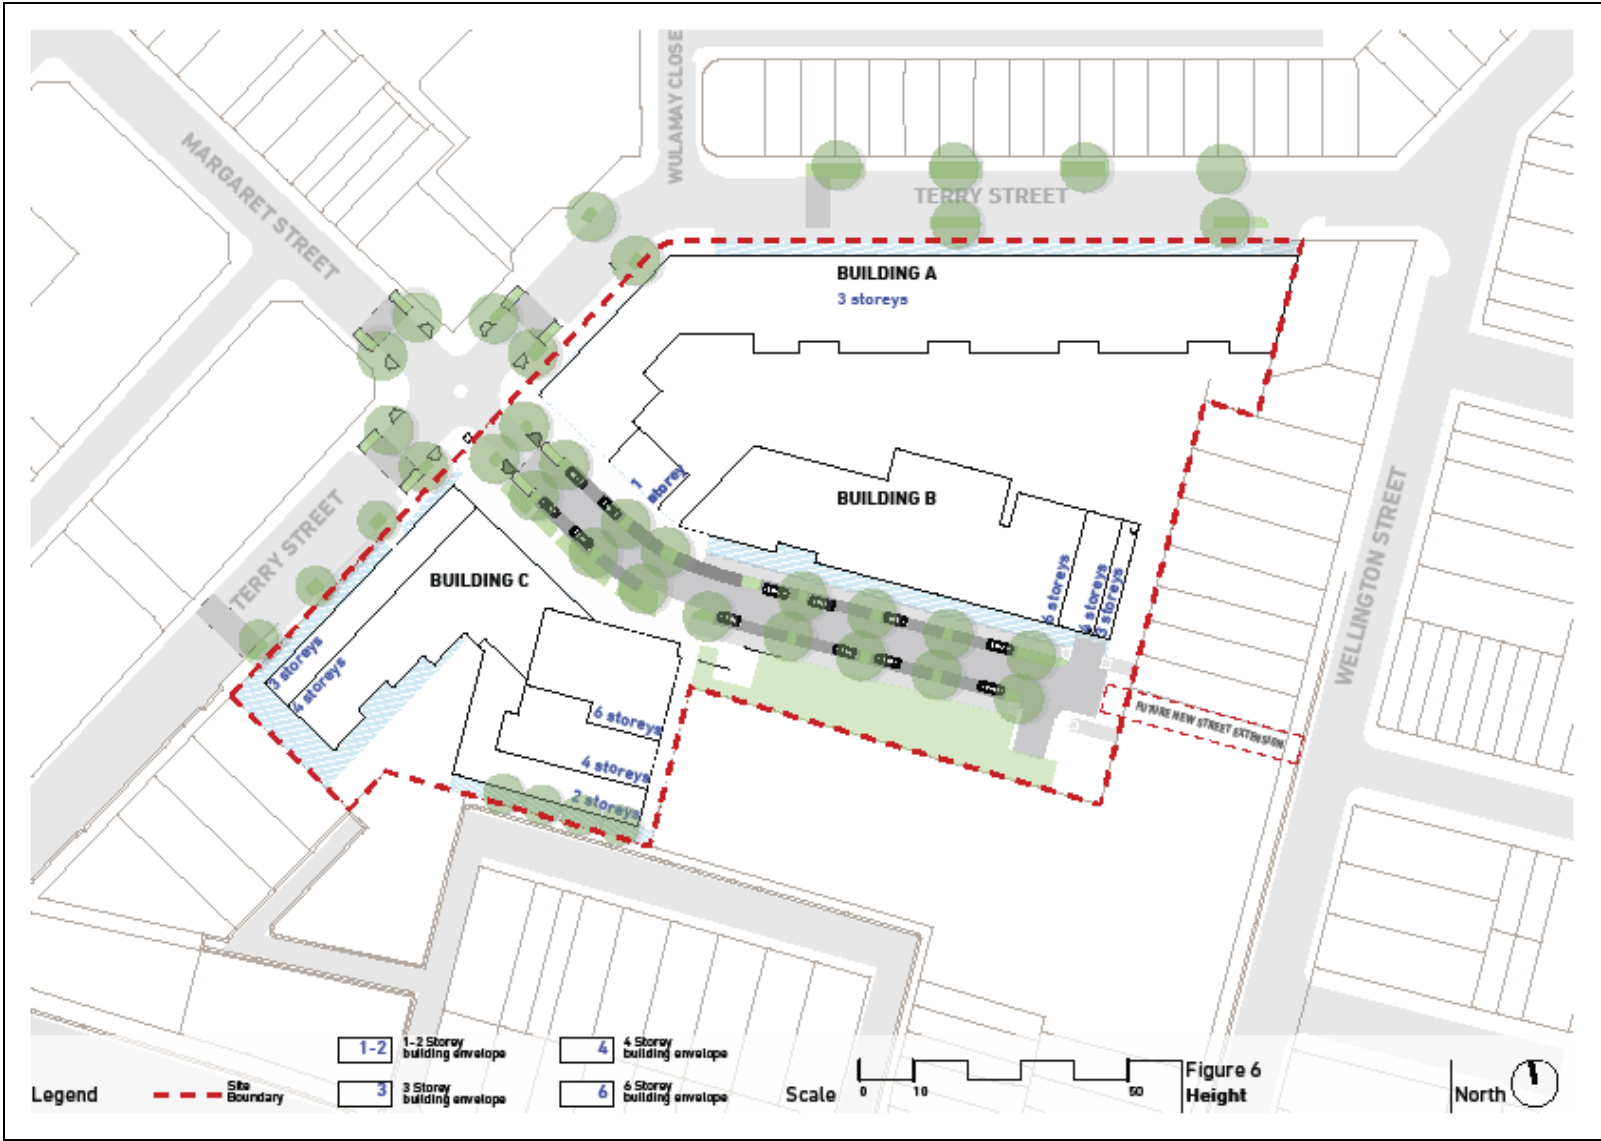 WULAMAY CLOSE
MARGARET STREET
TERRY STREET
BUILDING A
3 storeys
1
storey
BUILDING B
6 storeys
4 storeys
3 storeys
TERRY STREET
BUILDING C
3 storeys
4 storeys
6 storeys
4 storeys
2 storeys
WELLINGTON STREET
FUTURE NEW STREET EXTENSION
Legend
Site
Boundary
1-2
1-2 Storey
building envelope
3
3 Storey
building envelope
4
4 Storey
building envelope
6
6 Storey
building envelope
Scale
0 10 50
Figure 6
Height
North